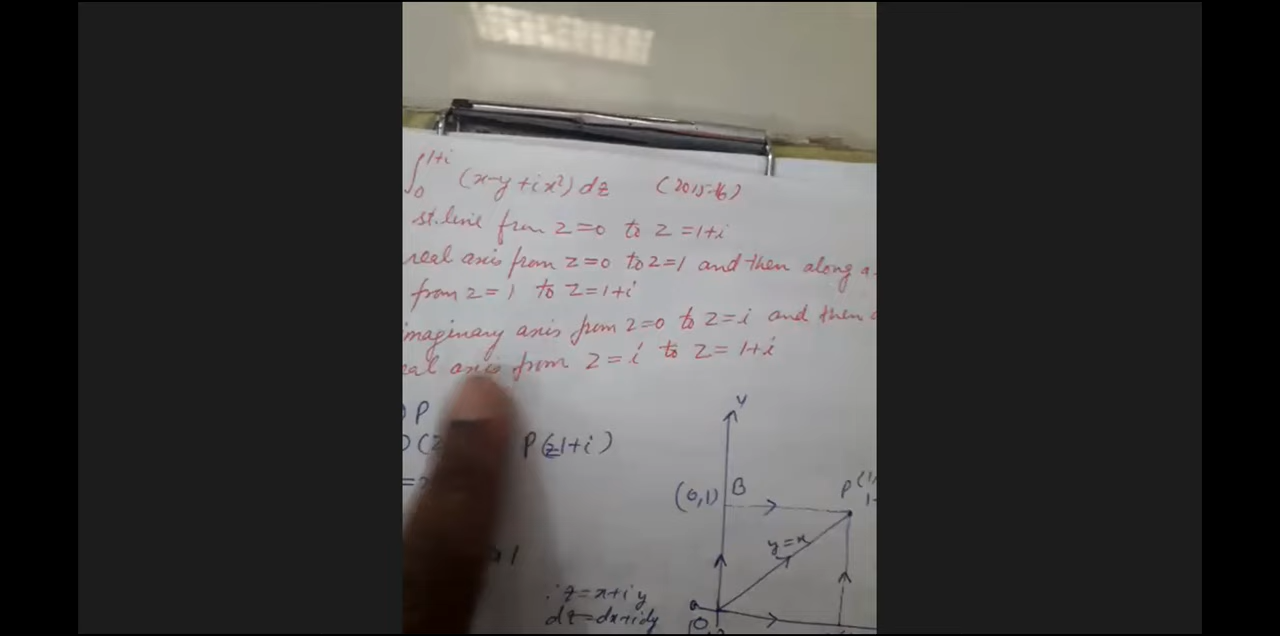 ∫₀^{1+i} (x-y+ix²) dz (2015-16)
st. line from z=0 to z=1+i
real axis from z=0 to z=1 and then along a
from z=1 to z=1+i
imaginary axis from z=0 to z=i and then
eal axis from z=i to z=1+i
P
P(z1+i)
Y
(0,1) B
P
y=x
z=x+iy
dz=dx+idy
O